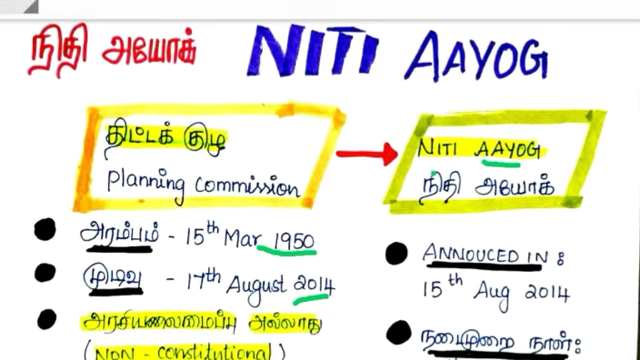 நிதி அயோக் NITI AAYOG
திட்டக் குழு
Planning Commission
NITI AAYOG
நிதி அயோக்
அரம்பம் - 15th Mar 1950
முடிவு - 17th August 2014
அரசியலமைப்பு அல்லாது
(NON - constitutional)
ANNOUCED IN :
15th Aug 2014
நடைமுறை நாள் :